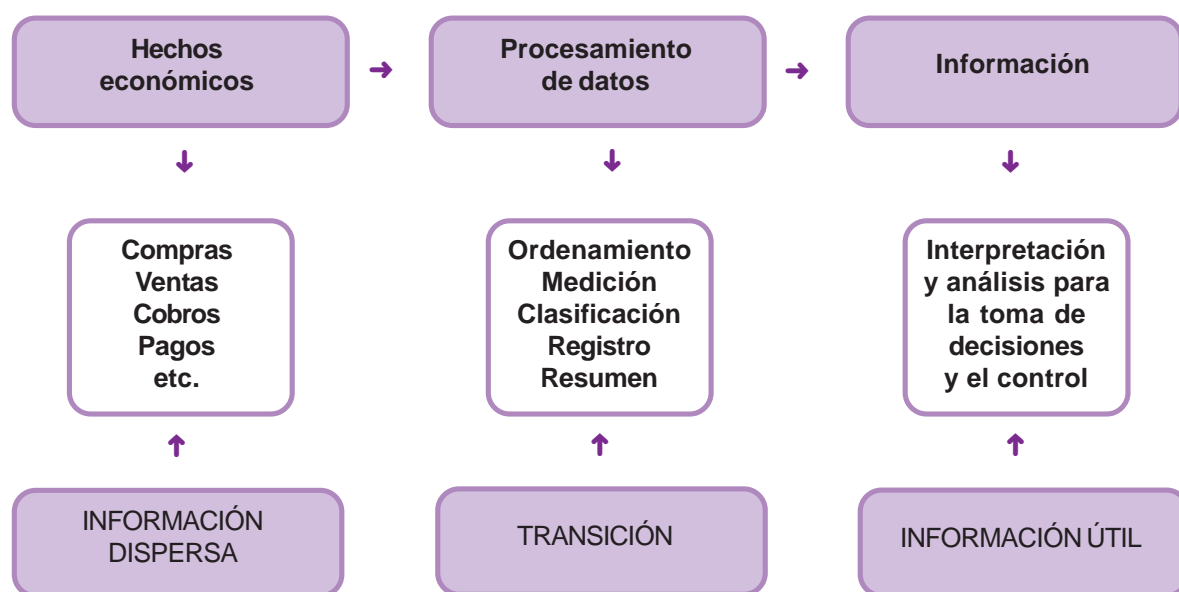 Hechos
económicos
Procesamiento
de datos
Información
Compras
Ventas
Cobros
Pagos
etc.
Ordenamiento
Medición
Clasificación
Registro
Resumen
Interpretación
y análisis para
la toma de
decisiones
y el control
INFORMACIÓN
DISPERSA
TRANSICIÓN
INFORMACIÓN ÚTIL